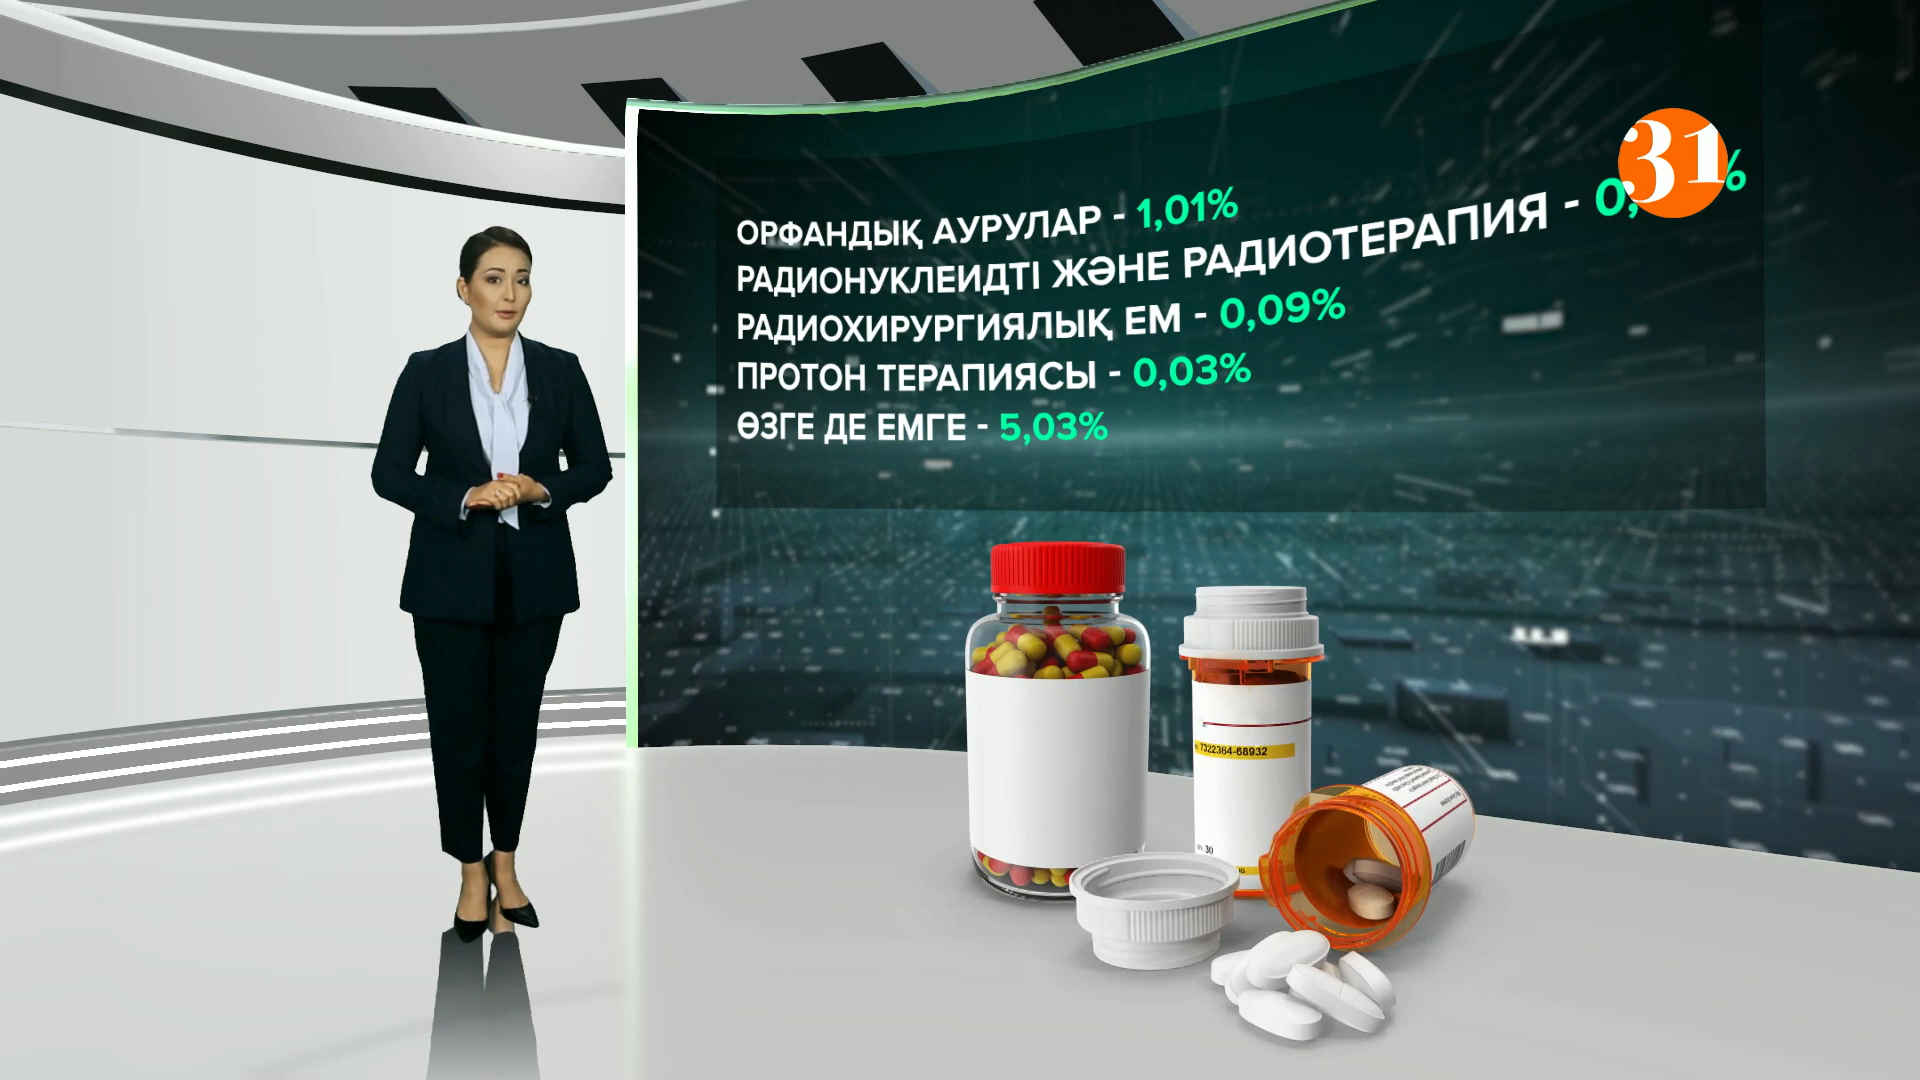 31
ОРФАНДЫҚ АУРУЛАР - 1,01%
РАДИОНУКЛЕИДТІ ЖӘНЕ РАДИОТЕРАПИЯ - 0, %
РАДИОХИРУРГИЯЛЫҚ ЕМ - 0,09%
ПРОТОН ТЕРАПИЯСЫ - 0,03%
ӨЗГЕ ДЕ ЕМГЕ - 5,03%
7322364-68932
30